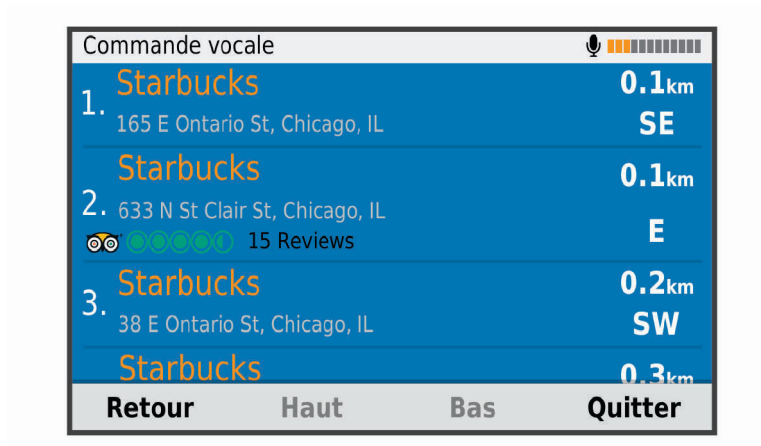 Commande vocale
1. Starbucks 0.1km
165 E Ontario St, Chicago, IL SE
2. Starbucks 0.1km
633 N St Clair St, Chicago, IL
15 Reviews E
3. Starbucks 0.2km
38 E Ontario St, Chicago, IL SW
Starbucks 0.3km
Retour Haut Bas Quitter